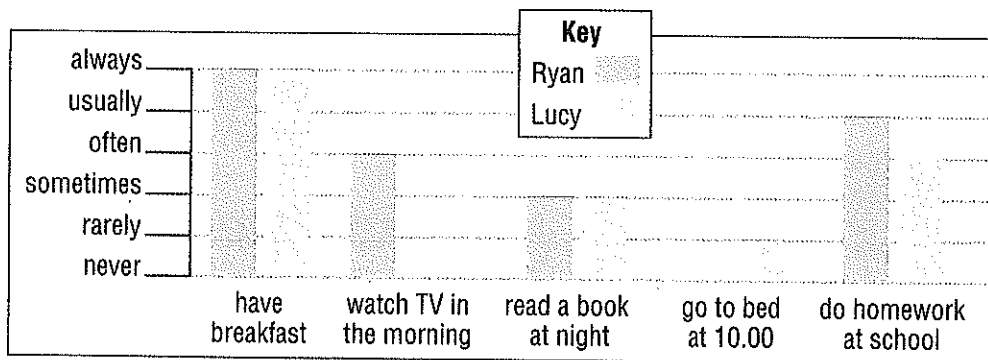 Key
Ryan
Lucy
always
usually
often
sometimes
rarely
never
have
breakfast
watch TV in
the morning
read a book
at night
go to bed
at 10.00
do homework
at school